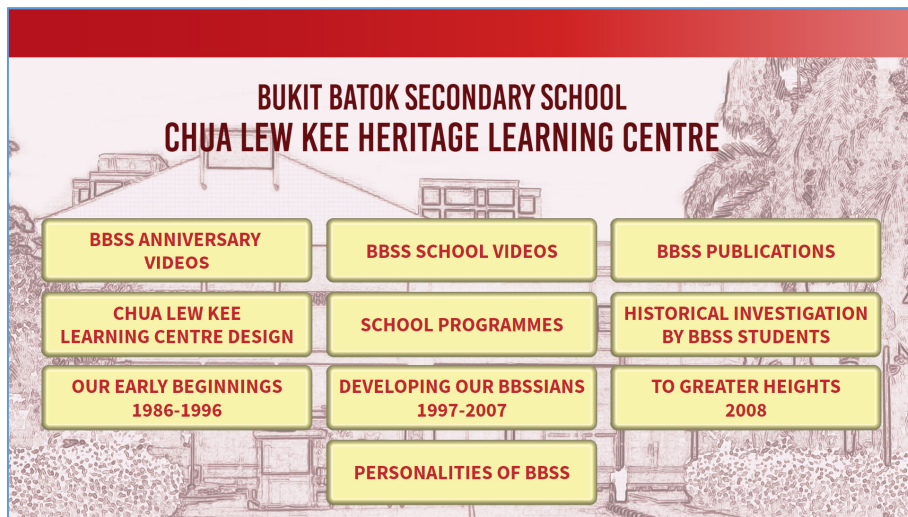 BUKIT BATOK SECONDARY SCHOOL
CHUA LEW KEE HERITAGE LEARNING CENTRE
BBSS ANNIVERSARY
VIDEOS
BBSS SCHOOL VIDEOS
BBSS PUBLICATIONS
CHUA LEW KEE
LEARNING CENTRE DESIGN
SCHOOL PROGRAMMES
HISTORICAL INVESTIGATION
BY BBSS STUDENTS
OUR EARLY BEGINNINGS
1986-1996
DEVELOPING OUR BBSSIANS
1997-2007
TO GREATER HEIGHTS
2008
PERSONALITIES OF BBSS